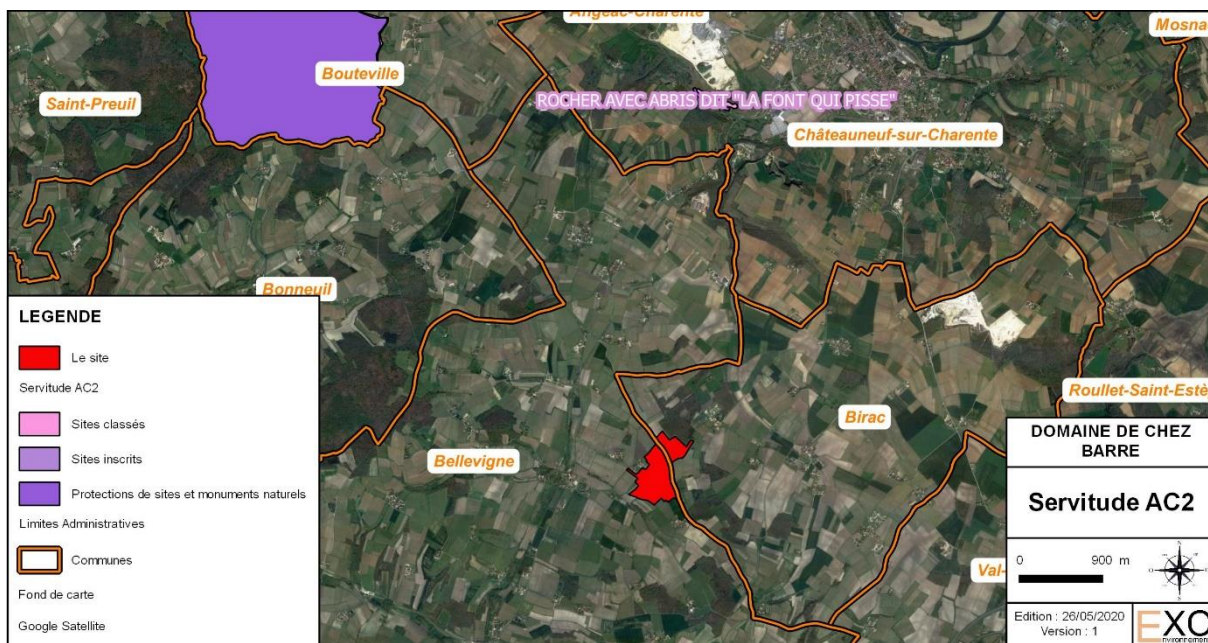 Angeac-Charente
Mosna
Bouteville
Saint-Preuil
ROCHER AVEC ABRIS DIT "LA FONT QUI PISSE"
Châteauneuf-sur-Charente
Bonneuil
Roullet-Saint-Estè
Birac
Bellevigne
Val-
LEGENDE
Le site
Servitude AC2
Sites classés
Sites inscrits
Protections de sites et monuments naturels
Limites Administratives
Communes
Fond de carte
Google Satellite
DOMAINE DE CHEZ
BARRE
Servitude AC2
0 900 m
Edition : 26/05/2020
Version : 1
EXO
Environnement